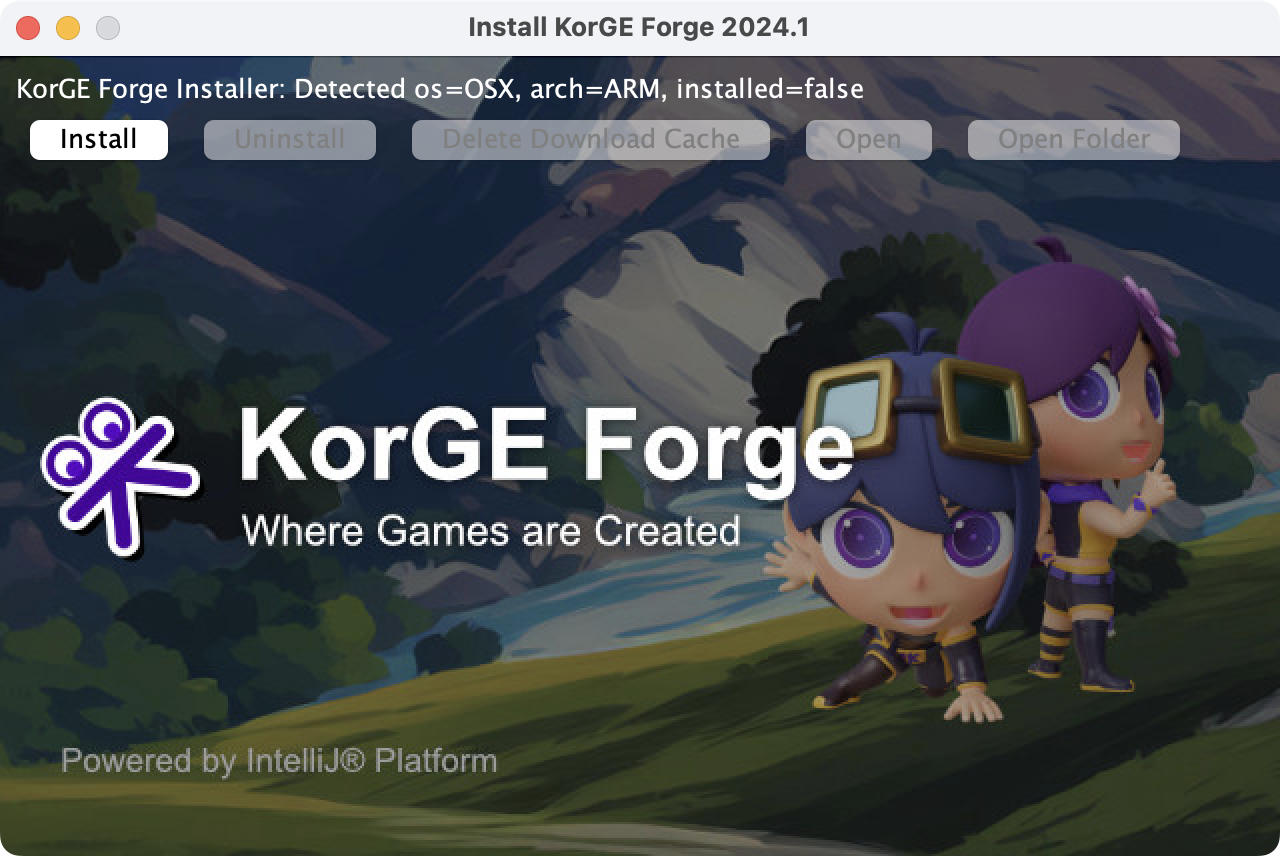 Install KorGE Forge 2024.1
KorGE Forge Installer: Detected os=OSX, arch=ARM, installed=false
Install Uninstall Delete Download Cache Open Open Folder
KorGE Forge
Where Games are Created
Powered by IntelliJ® Platform